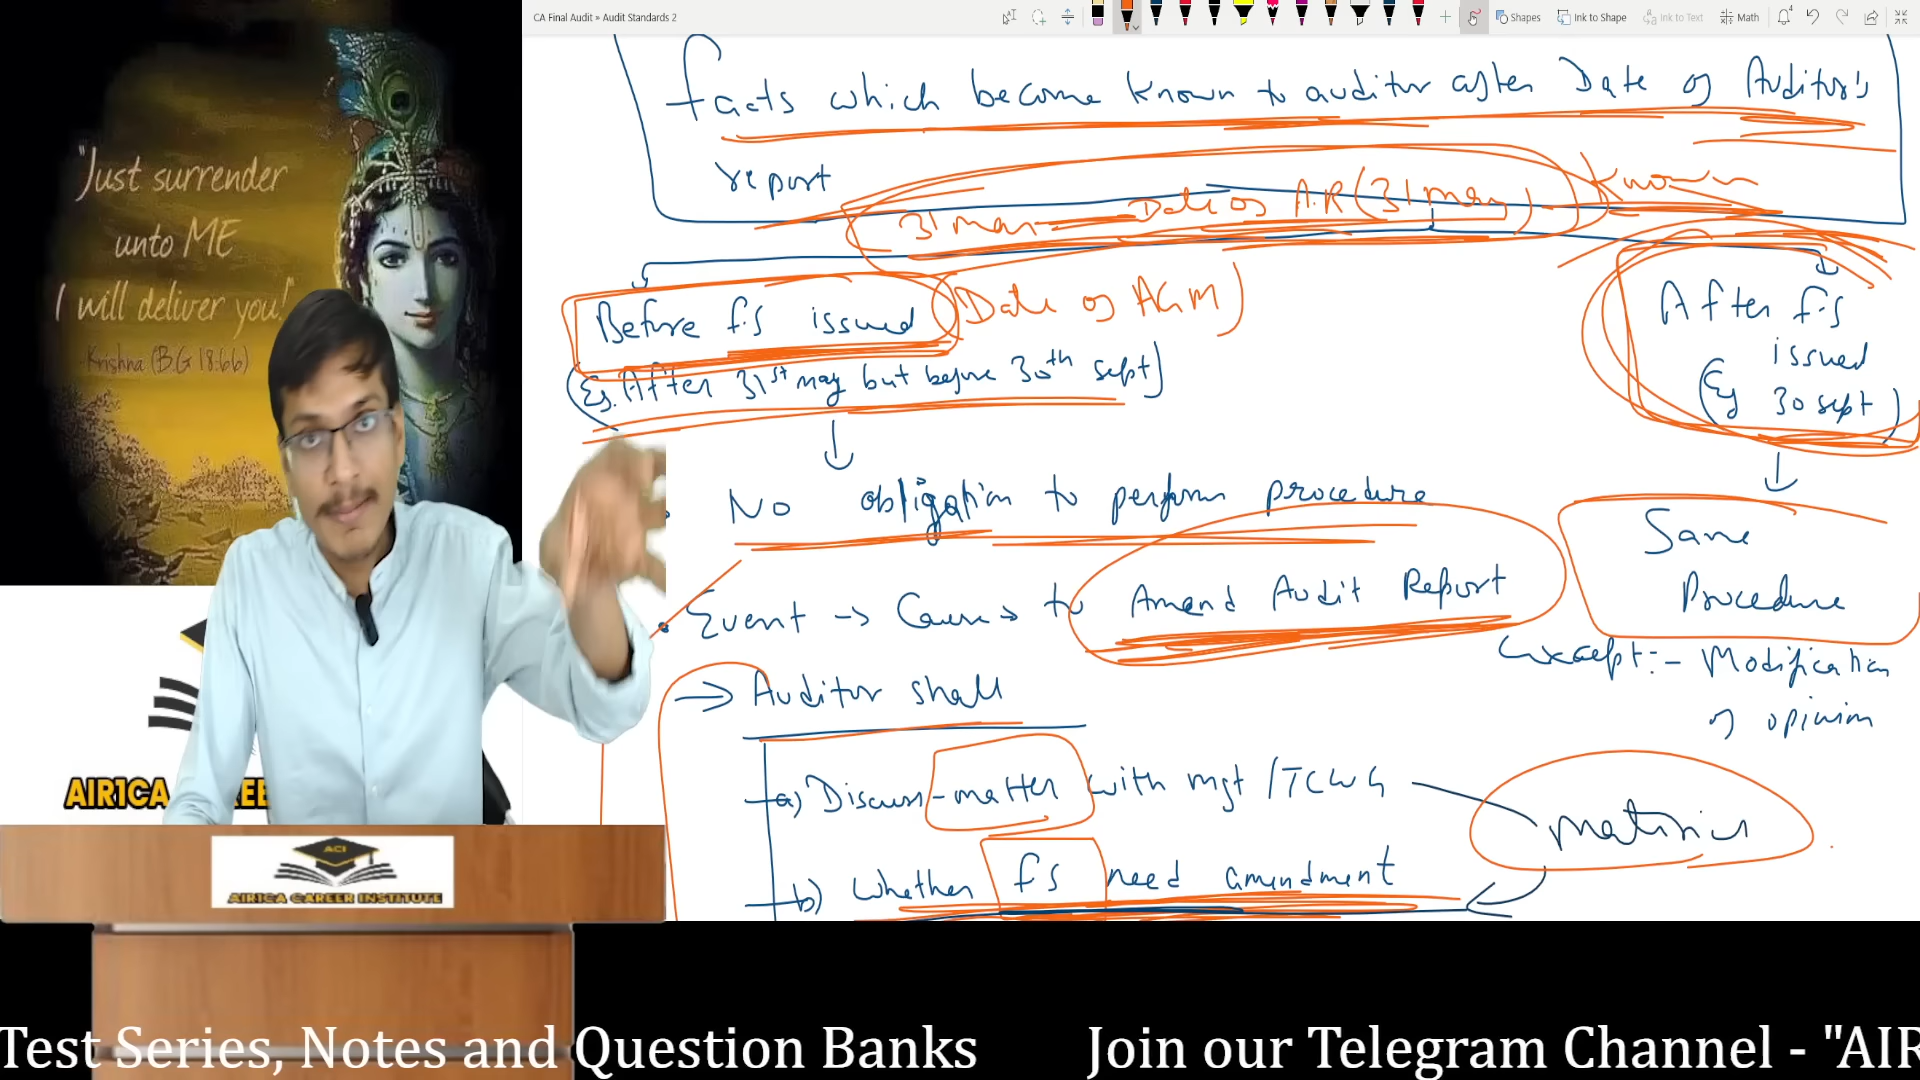 CA Final Audit » Audit Standards 2
Shapes
Ink to Shape
Ink to Text
Math
"Just surrender
unto ME
I will deliver you!"
-Krishna (B.G 18:66)
facts which become known to auditor after Date of Auditor's
report
31 mar Date of A.R (31 may) - Known
Before f.s issued (Date of AGM)
(Eg. After 31st may but before 30th sept)
After f.s
issued
(Eg 30 sept)
No obligation to perform procedure
Event → Cause → to Amend Audit Report
Same
Procedure
Except:- Modification
of opinion
→ Auditor shall
a) Discuss matter with mgt / TCWG
b) Whether fs need amendment
AIR1CA
ACI
AIR1CA CAREER INSTITUTE
Test Series, Notes and Question Banks
Join our Telegram Channel - "AIR